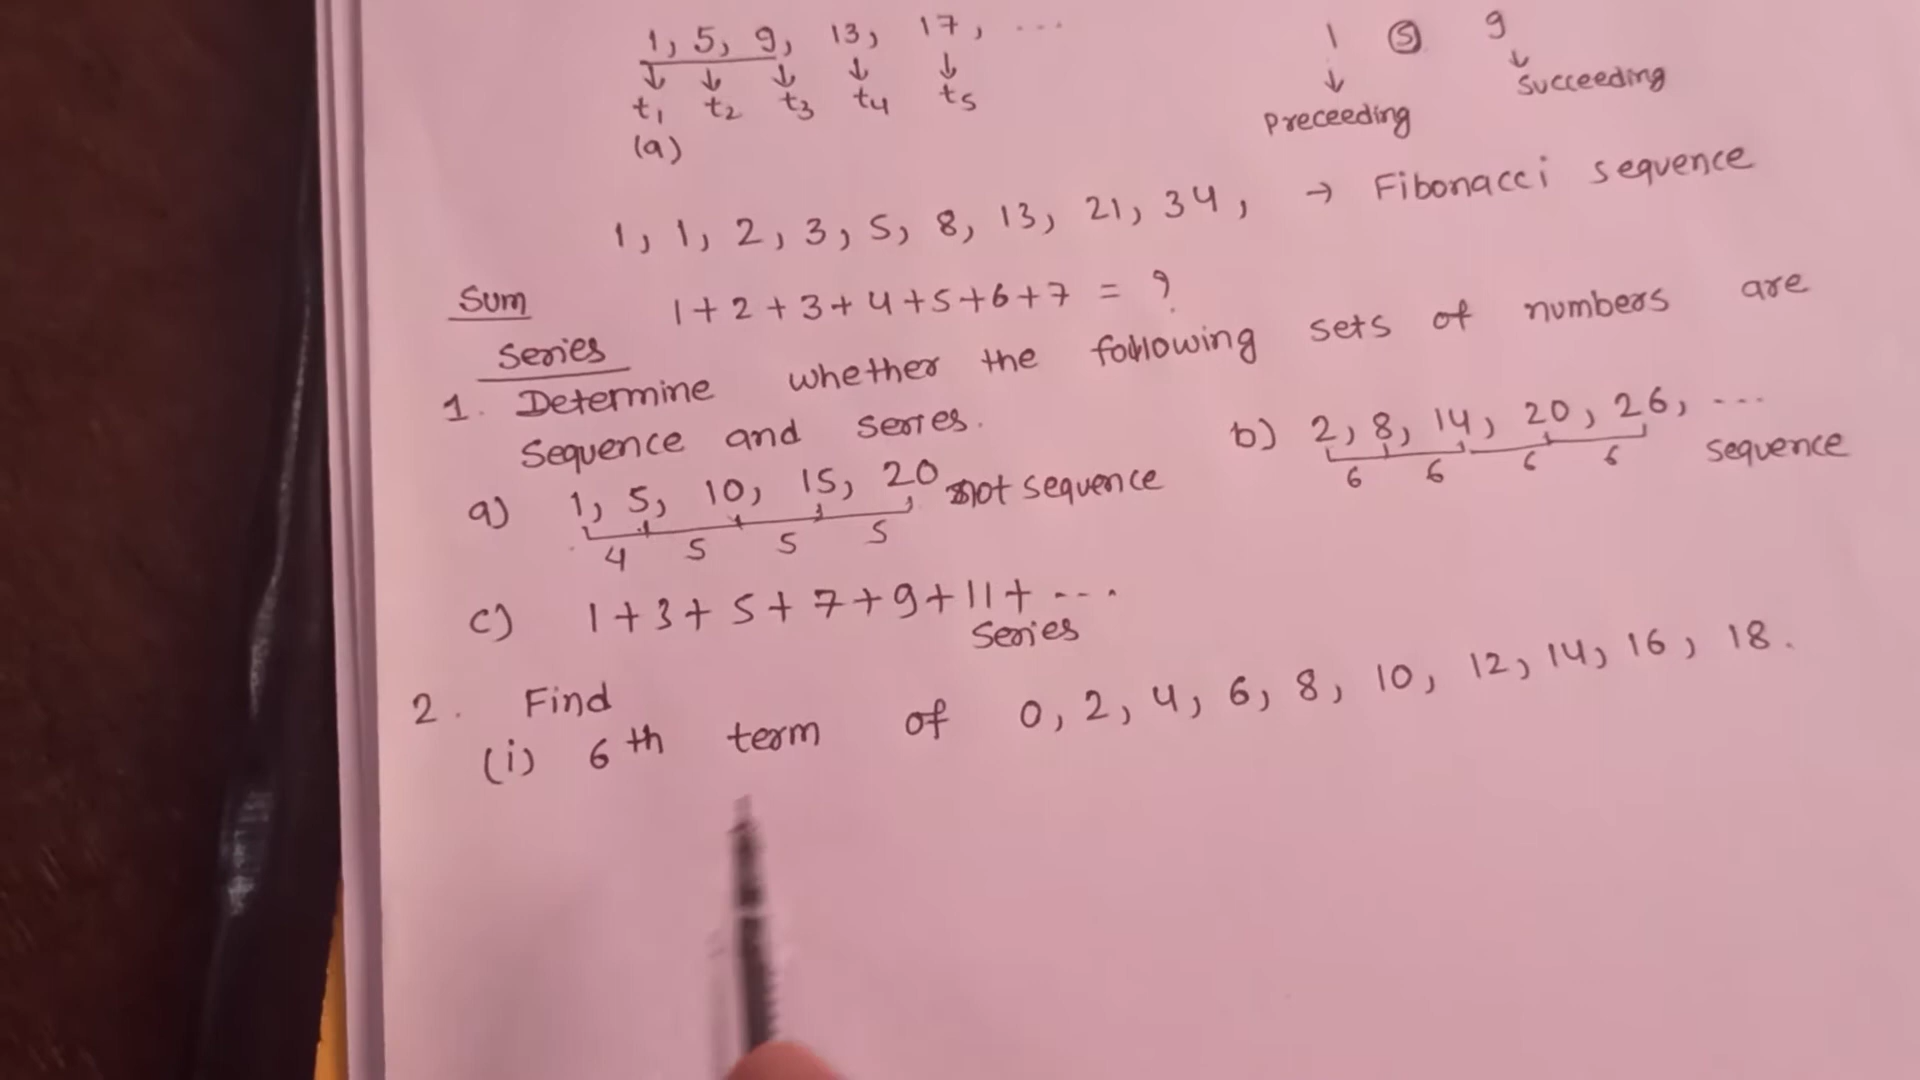 1, 5, 9, 13, 17, ...
↓ ↓ ↓ ↓ ↓
t1 t2 t3 t4 t5
(a)
1 5 9
↓ ↓
Preceeding Succeeding
1, 1, 2, 3, 5, 8, 13, 21, 34, → Fibonacci sequence
Sum 1+2+3+4+5+6+7 = ?
Series
1. Determine whether the following sets of numbers are
Sequence and series.
a) 1, 5, 10, 15, 20 not sequence
4 5 5 5
b) 2, 8, 14, 20, 26, ...
6 6 6 6 sequence
c) 1+3+5+7+9+11+ ...
Series
2. Find
(i) 6th term of 0, 2, 4, 6, 8, 10, 12, 14, 16, 18.